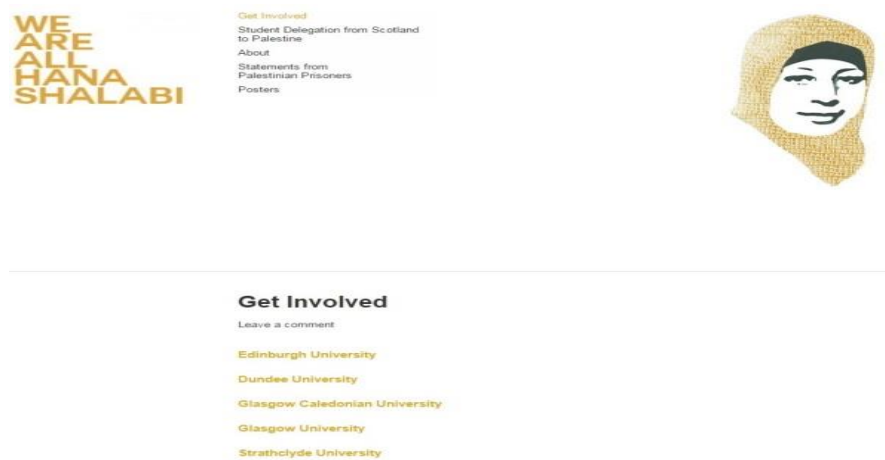 WE
ARE
ALL
HANA
SHALABI
Get Involved
Student Delegation from Scotland
to Palestine
About
Statements from
Palestinian Prisoners
Posters
Get Involved
Leave a comment
Edinburgh University
Dundee University
Glasgow Caledonian University
Glasgow University
Strathclyde University